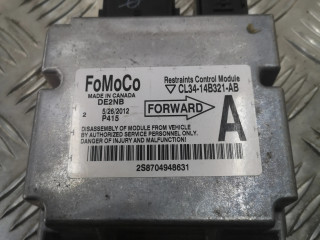 FoMoCo
MADE IN CANADA
DE2NB
2 5/26/2012
P415
Restraints Control Module
CL34-14B321-AB
FORWARD
A
DISASSEMBLY OF MODULE FROM VEHICLE
BY AUTHORIZED SERVICE PERSONNEL ONLY.
DANGER OF INJURY AND MALFUNCTION!
2S8704948631